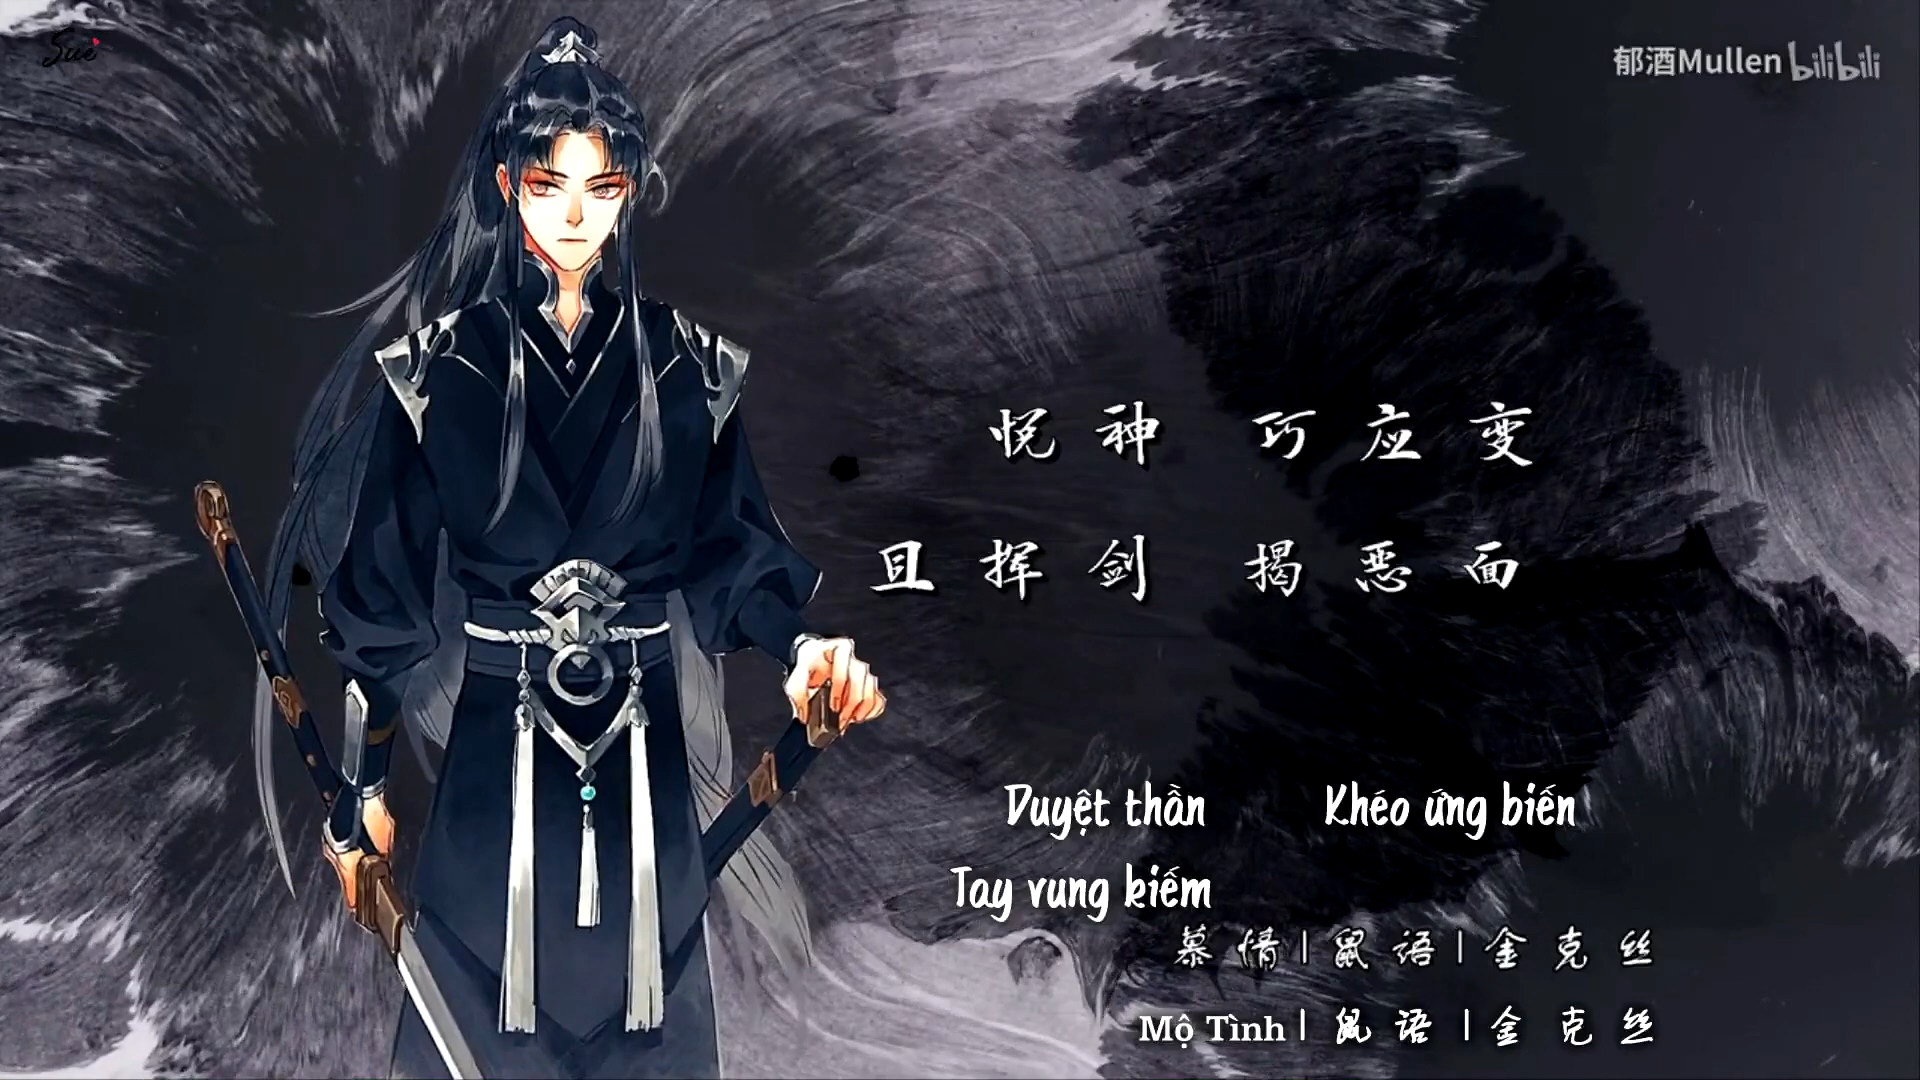 Sue
郁酒Mullen bilibili
悦神 巧应变
且挥剑 揭恶面
Duyệt thần Khéo ứng biến
Tay vung kiếm
慕情|鼠语|金克丝
Mộ Tình|鼠语|金克丝